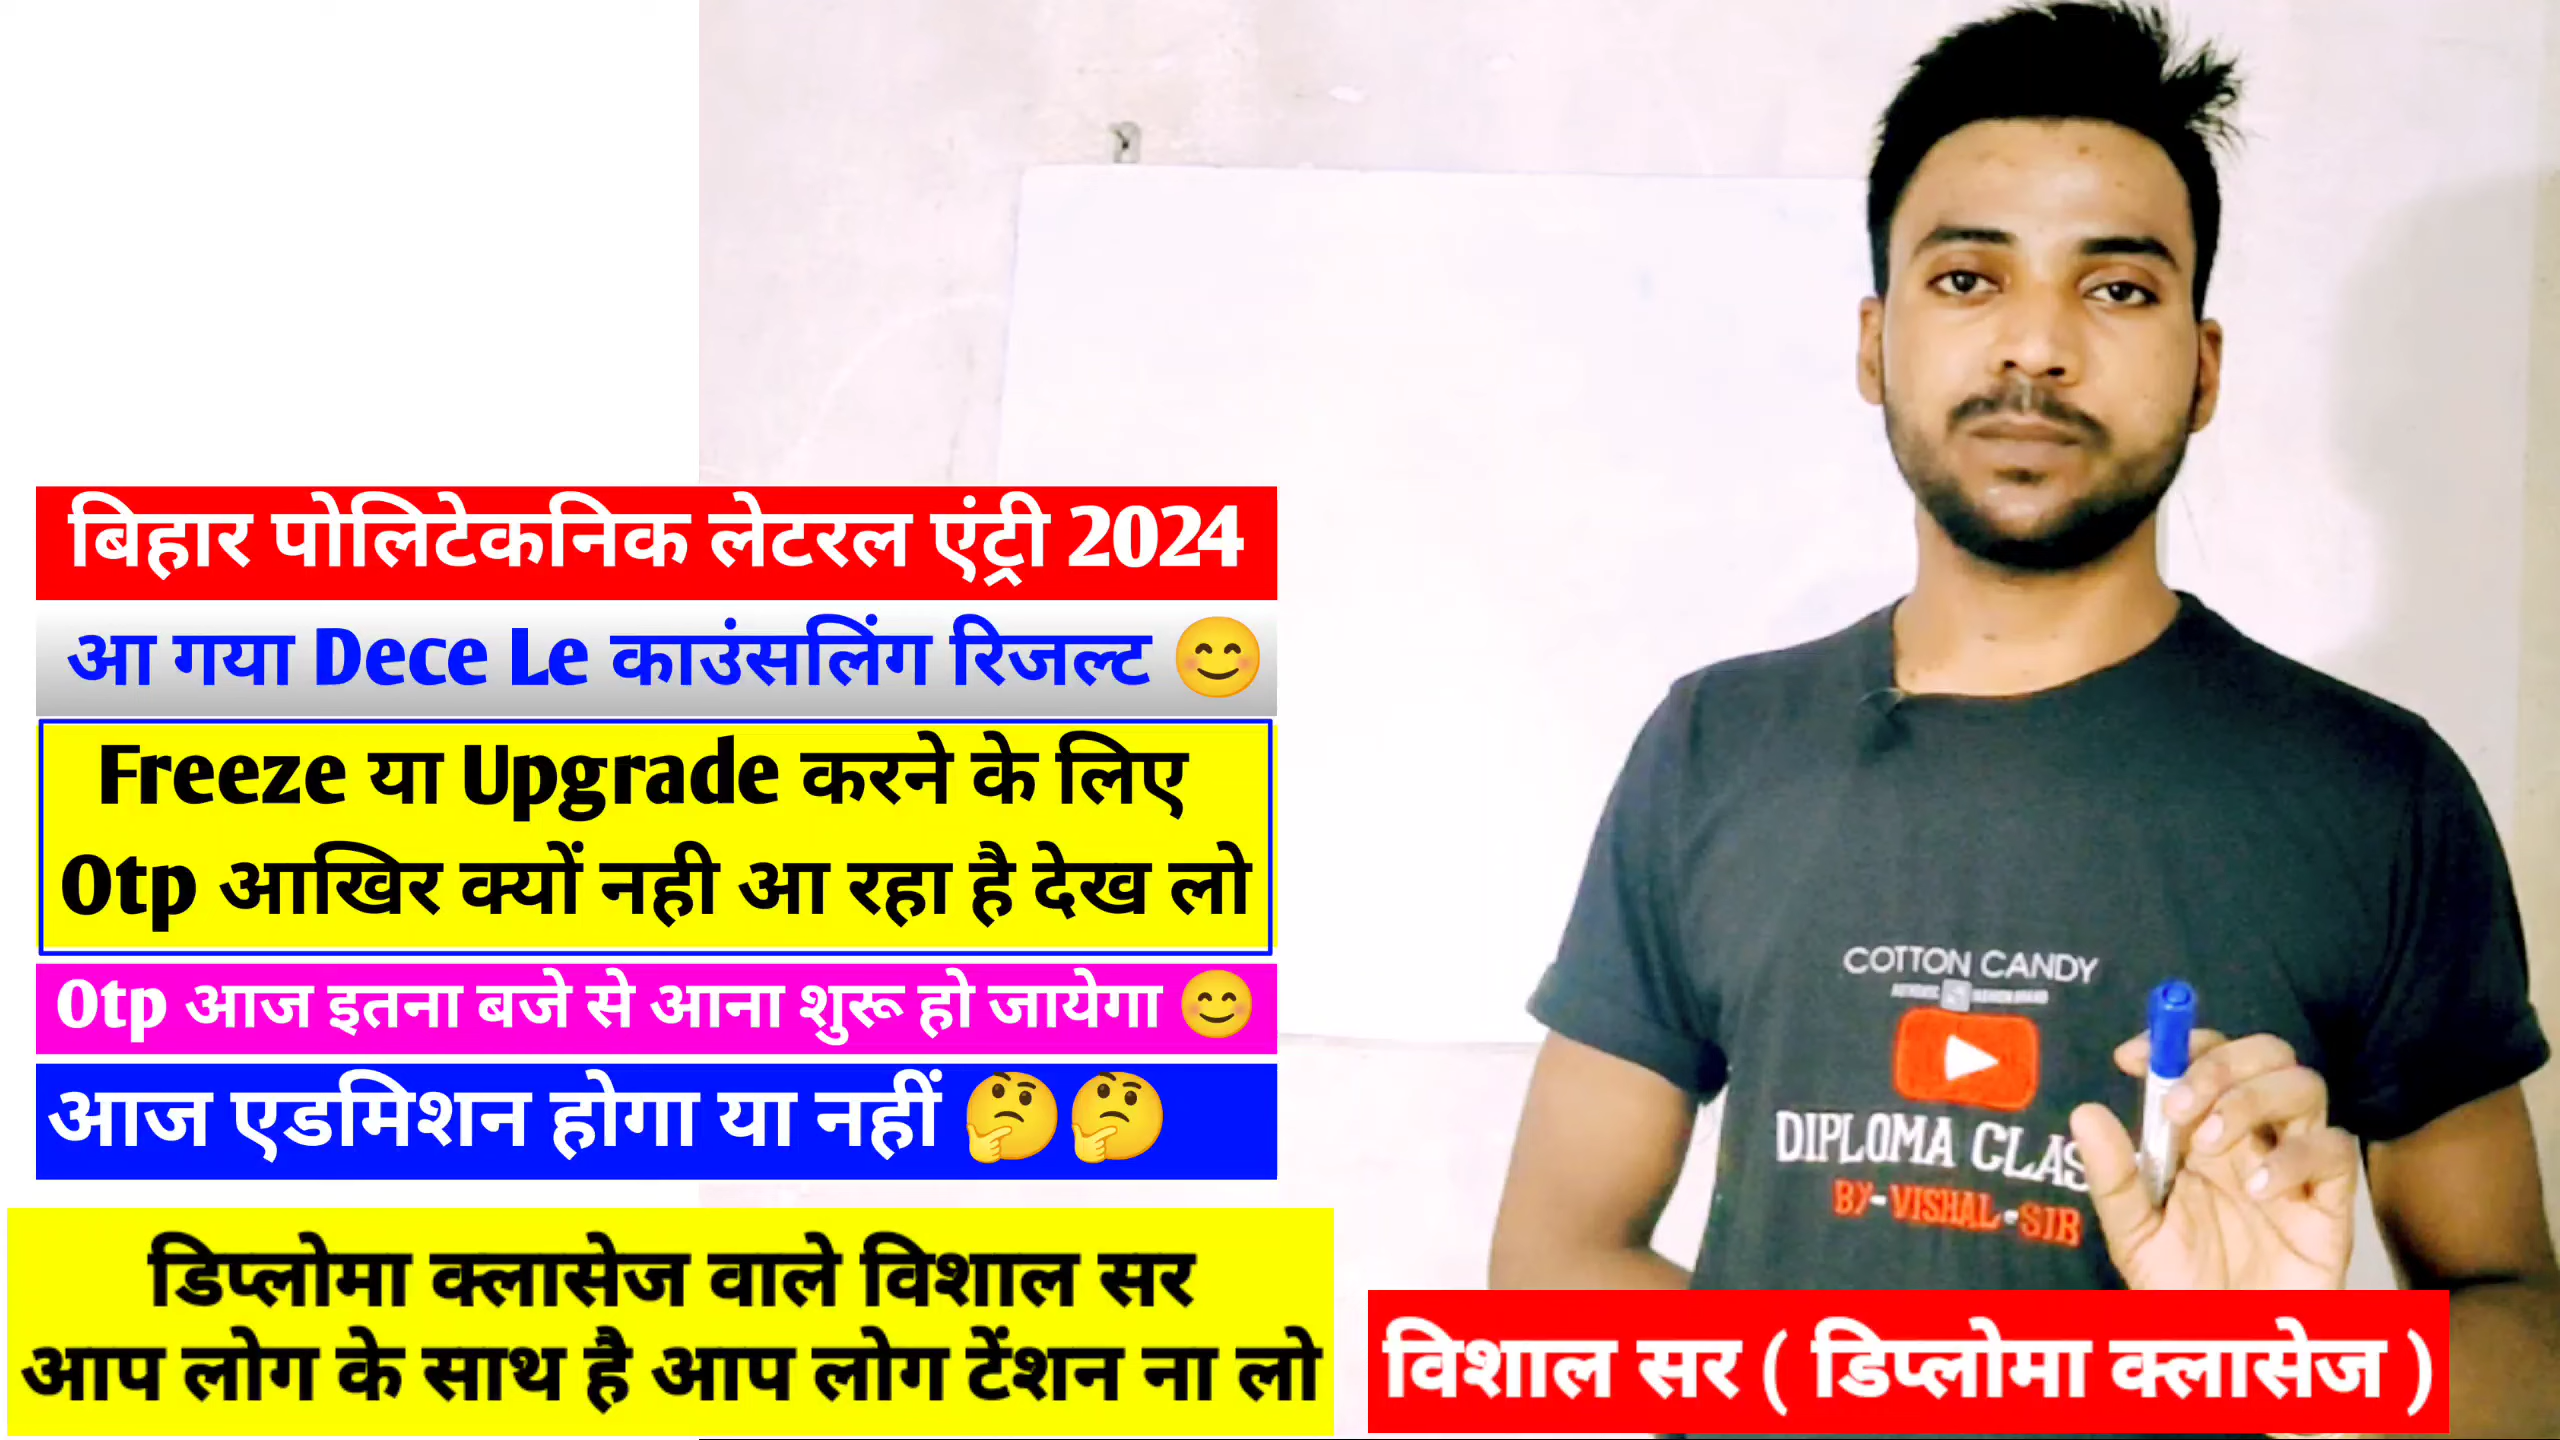 बिहार पोलिटेकनिक लेटरल एंट्री 2024
आ गया Dece Le काउंसलिंग रिजल्ट 😊
Freeze या Upgrade करने के लिए
Otp आखिर क्यों नही आ रहा है देख लो
Otp आज इतना बजे से आना शुरू हो जायेगा 😊
आज एडमिशन होगा या नहीं 🤔🤔
डिप्लोमा क्लासेज वाले विशाल सर
आप लोग के साथ है आप लोग टेंशन ना लो
COTTON CANDY
DIPLOMA CLAS
BY-VISHAL-SIR
विशाल सर ( डिप्लोमा क्लासेज )